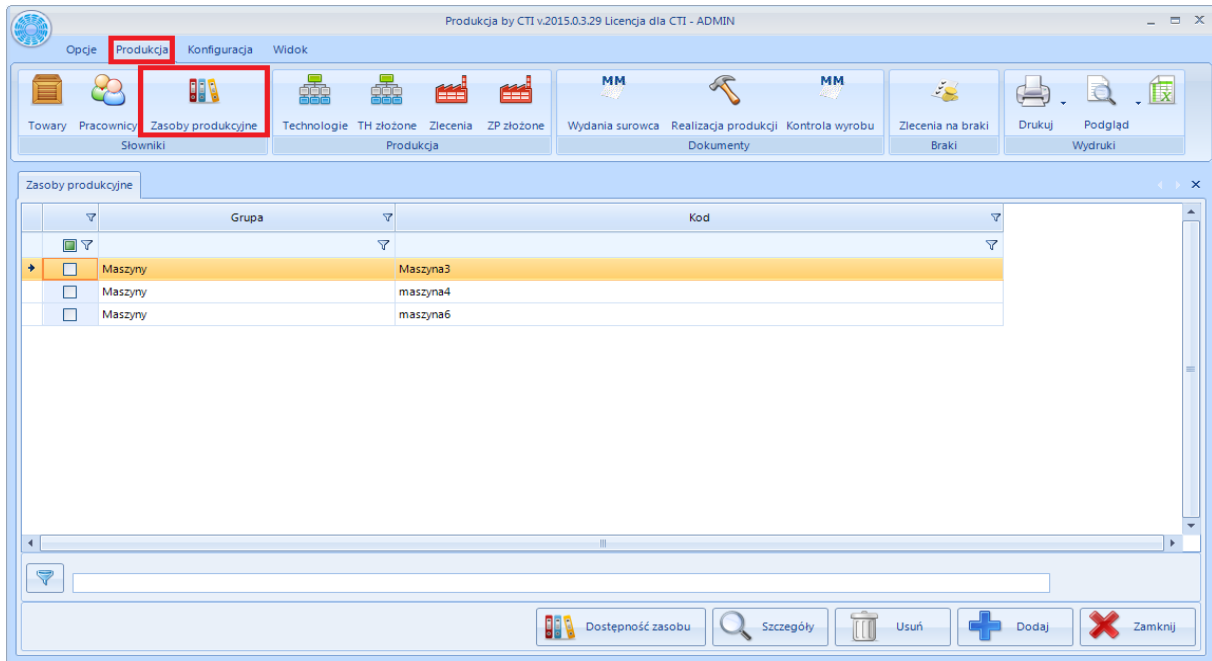 Produkcja by CTI v.2015.0.3.29 Licencja dla CTI - ADMIN
Opcje Produkcja Konfiguracja Widok
MM MM
Towary Pracownicy Zasoby produkcyjne Technologie TH złożone Zlecenia ZP złożone Wydania surowca Realizacja produkcji Kontrola wyrobu Zlecenia na braki Drukuj Podgląd
Słowniki Produkcja Dokumenty Braki Wydruki
Zasoby produkcyjne
Grupa Kod
Maszyny Maszyna3
Maszyny maszyna4
Maszyny maszyna6
Dostępność zasobu Szczegóły Usuń Dodaj Zamknij